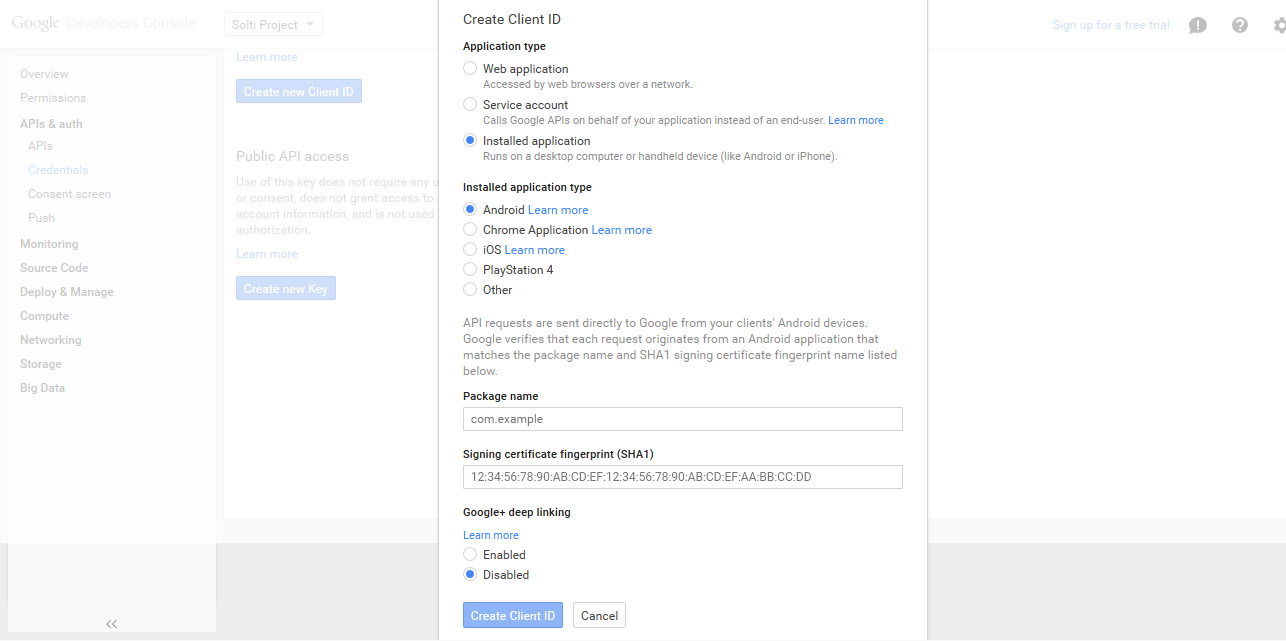 Google Developers Console
Solti Project
Sign up for a free trial.
Overview
Permissions
APIs & auth
APIs
Credentials
Consent screen
Push
Monitoring
Source Code
Deploy & Manage
Compute
Networking
Storage
Big Data
Learn more
Create new Client ID
Public API access
Use of this key does not require any u
or consent, does not grant access to
account information, and is not used
authorization.
Learn more
Create new Key
Create Client ID
Application type
Web application
Accessed by web browsers over a network.
Service account
Calls Google APIs on behalf of your application instead of an end-user. Learn more
Installed application
Runs on a desktop computer or handheld device (like Android or iPhone).
Installed application type
Android Learn more
Chrome Application Learn more
iOS Learn more
PlayStation 4
Other
API requests are sent directly to Google from your clients' Android devices.
Google verifies that each request originates from an Android application that
matches the package name and SHA1 signing certificate fingerprint name listed
below.
Package name
com.example
Signing certificate fingerprint (SHA1)
12:34:56:78:90:AB:CD:EF:12:34:56:78:90:AB:CD:EF:AA:BB:CC:DD
Google+ deep linking
Learn more
Enabled
Disabled
Create Client ID
Cancel